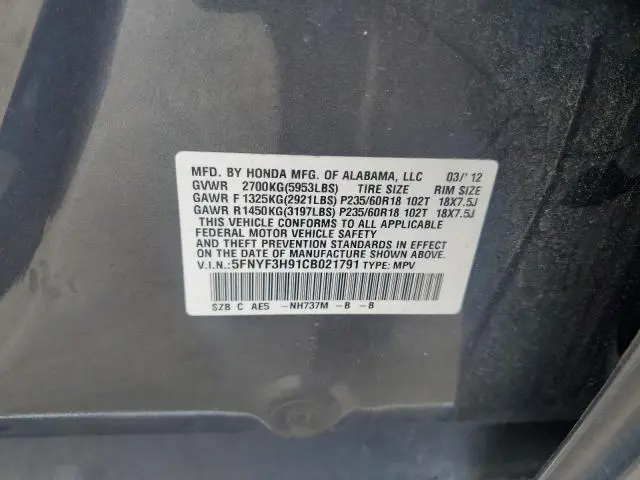 MFD. BY HONDA MFG. OF ALABAMA, LLC 03/'12
GVWR 2700KG(5953LBS) TIRE SIZE RIM SIZE
GAWR F 1325KG(2921LBS) P235/60R18 102T 18X7.5J
GAWR R1450KG(3197LBS) P235/60R18 102T 18X7.5J
THIS VEHICLE CONFORMS TO ALL APPLICABLE
FEDERAL MOTOR VEHICLE SAFETY AND
THEFT PREVENTION STANDARDS IN EFFECT
ON THE DATE OF MANUFACTURE SHOWN ABOVE.
V.I.N.:5FNYF3H91CB021791 TYPE: MPV
SZB C AE5 -NH737M -B -B